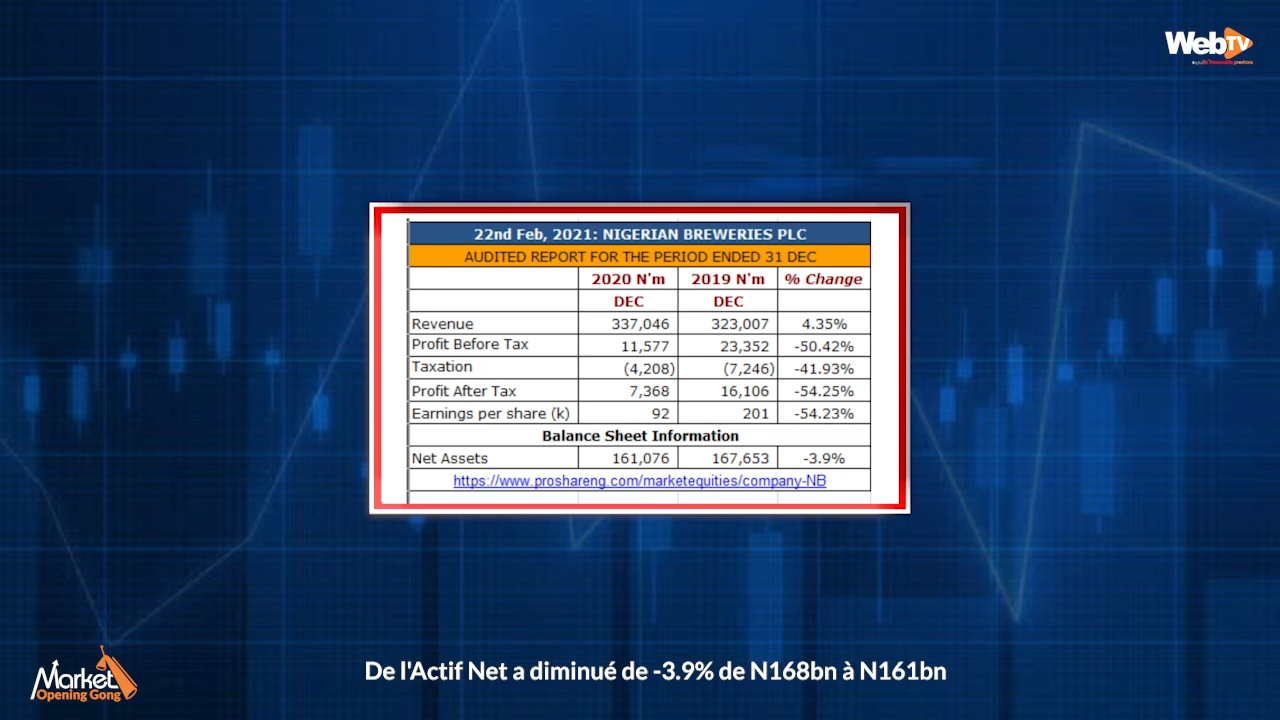 WebTV
22nd Feb, 2021: NIGERIAN BREWERIES PLC
AUDITED REPORT FOR THE PERIOD ENDED 31 DEC
2020 N'm 2019 N'm % Change
DEC DEC
Revenue 337,046 323,007 4.35%
Profit Before Tax 11,577 23,352 -50.42%
Taxation (4,208) (7,246) -41.93%
Profit After Tax 7,368 16,106 -54.25%
Earnings per share (k) 92 201 -54.23%
Balance Sheet Information
Net Assets 161,076 167,653 -3.9%
https://www.proshareng.com/marketequities/company-NB
Market
Opening Gong
De l'Actif Net a diminué de -3.9% de N168bn à N161bn